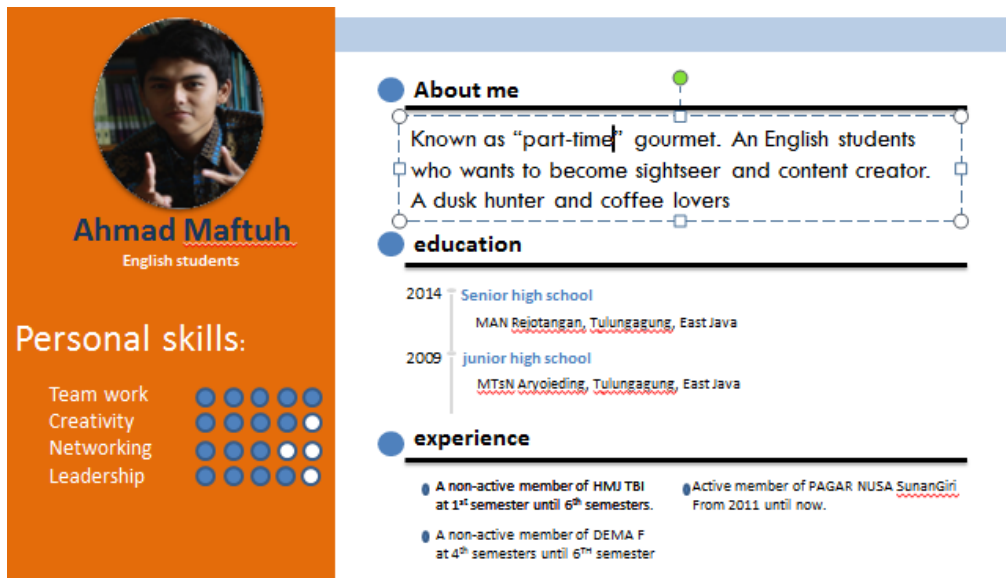 Ahmad Maftuh
English students
Personal skills:
Team work
Creativity
Networking
Leadership
About me
Known as “part-time” gourmet. An English students
who wants to become sightseer and content creator.
A dusk hunter and coffee lovers
education
2014 Senior high school
MAN Rejotangan, Tulungagung, East Java
2009 junior high school
MTsN Aryojeding, Tulungagung, East Java
experience
A non-active member of HMJ TBI
at 1st semester until 6th semesters.
A non-active member of DEMA F
at 4th semesters until 6TH semester
Active member of PAGAR NUSA SunanGiri
From 2011 until now.